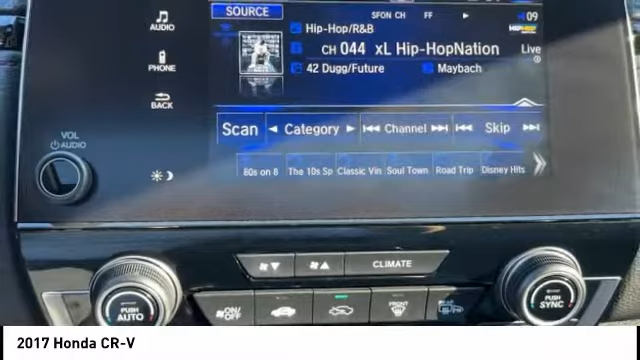 SOURCE
SFON CH FF
09
AUDIO
Hip-Hop/R&B
CH 044 xL Hip-HopNation Live
PHONE
42 Dugg/Future Maybach
BACK
Scan Category Channel Skip
VOL
AUDIO
80s on 8 The 10s Sp Classic Vin Soul Town Road Trip Disney Hits
CLIMATE
PUSH
AUTO
ON/
OFF
FRONT
PUSH
SYNC
2017 Honda CR-V